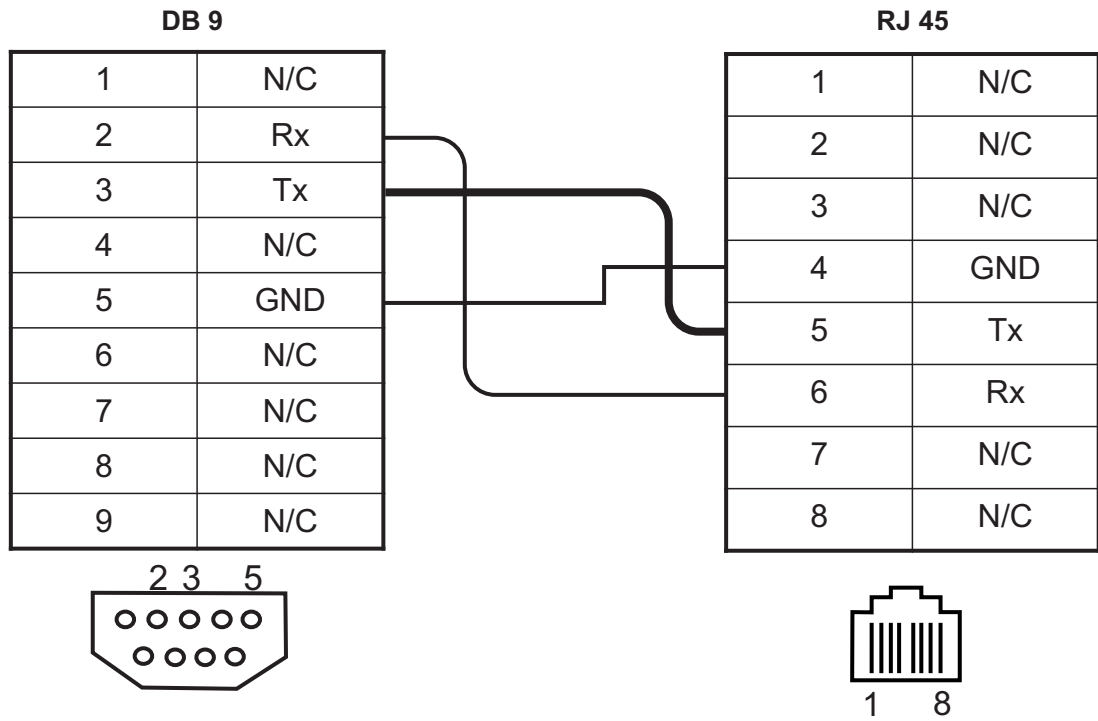 DB 9
1 N/C
2 Rx
3 Tx
4 N/C
5 GND
6 N/C
7 N/C
8 N/C
9 N/C
2 3 5
RJ 45
1 N/C
2 N/C
3 N/C
4 GND
5 Tx
6 Rx
7 N/C
8 N/C
1 8